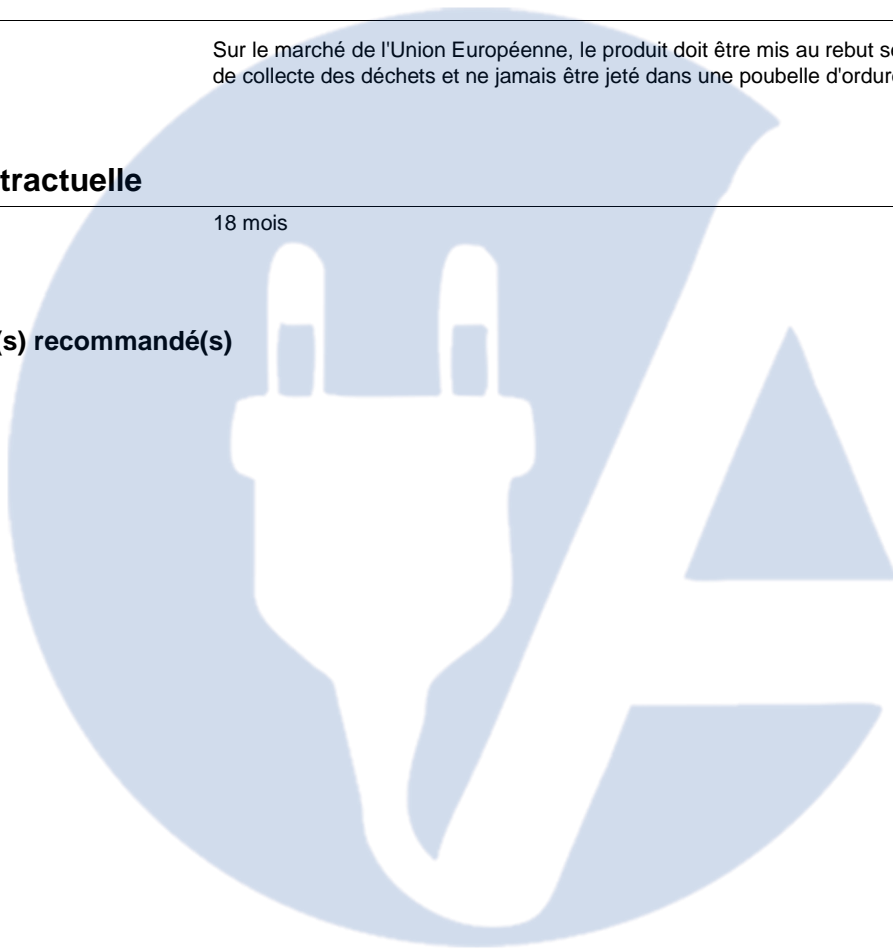 Sur le marché de l'Union Européenne, le produit doit être mis au rebut
de collecte des déchets et ne jamais être jeté dans une poubelle
tractuelle
18 mois
(s) recommandé(s)